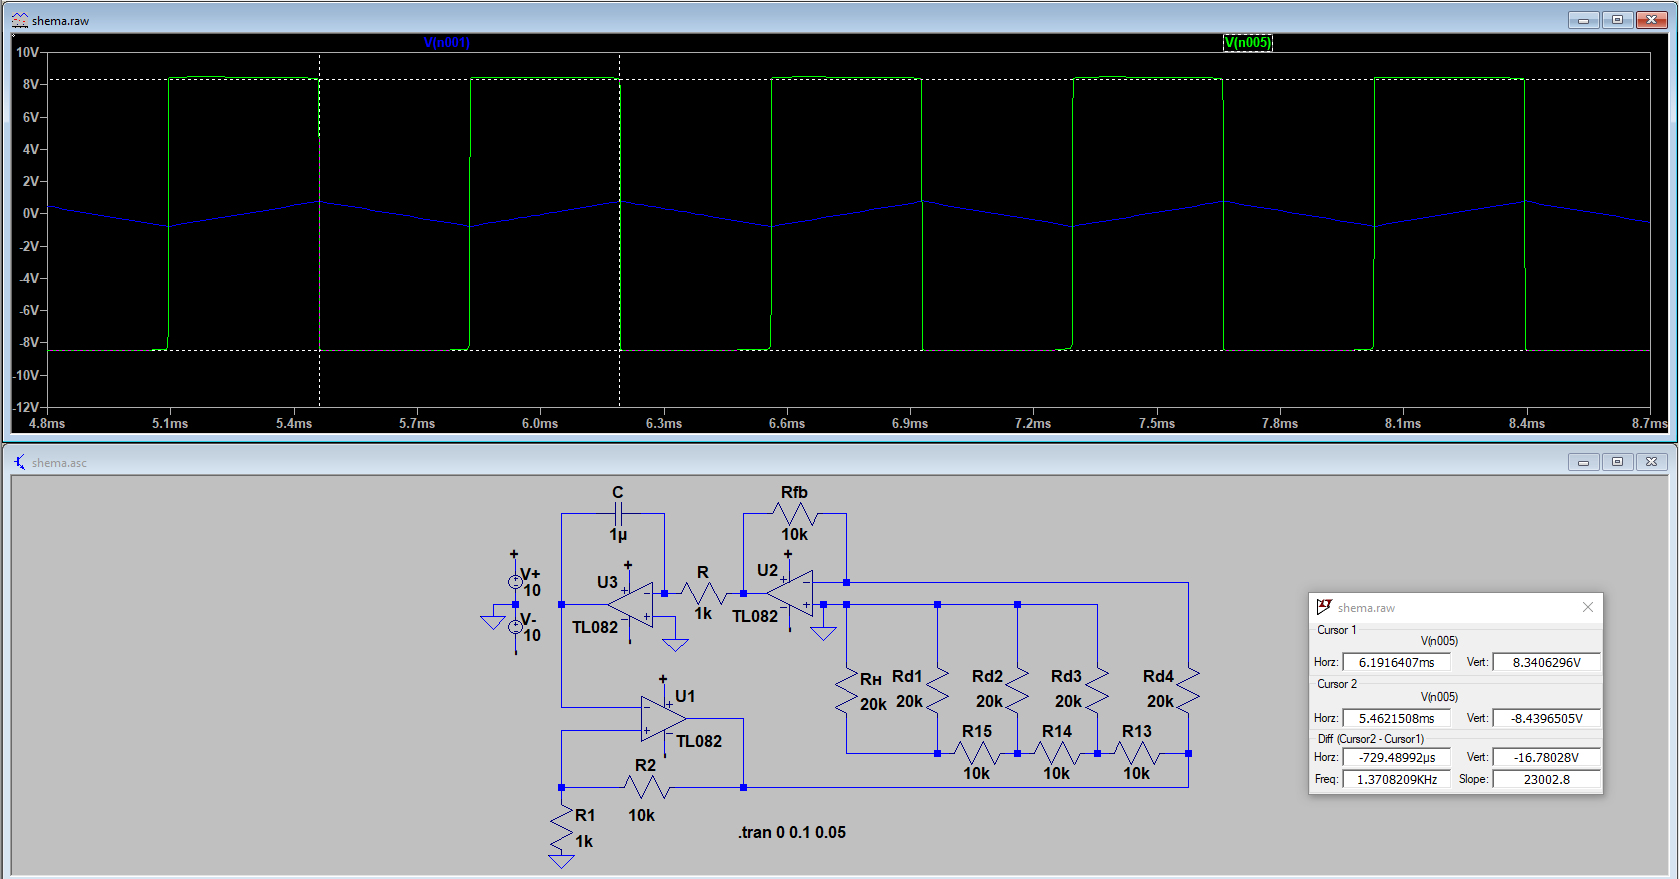 shema.raw
V(n001) V(n005)
10V
8V
6V
4V
2V
0V
-2V
-4V
-6V
-8V
-10V
-12V
4.8ms 5.1ms 5.4ms 5.7ms 6.0ms 6.3ms 6.6ms 6.9ms 7.2ms 7.5ms 7.8ms 8.1ms 8.4ms 8.7ms
shema.asc
C
1µ
Rfb
10k
V+
10
V-
10
U3
TL082
R
1k
U2
TL082
Rн
20k
Rd1
20k
Rd2
20k
Rd3
20k
Rd4
20k
R15
10k
R14
10k
R13
10k
U1
TL082
R2
10k
R1
1k
.tran 0 0.1 0.05
shema.raw
Cursor 1
V(n005)
Horz: 6.1916407ms Vert: 8.3406296V
Cursor 2
V(n005)
Horz: 5.4621508ms Vert: -8.4396505V
Diff (Cursor2 - Cursor1)
Horz: -729.48992µs Vert: -16.78028V
Freq: 1.3708209KHz Slope: 23002.8